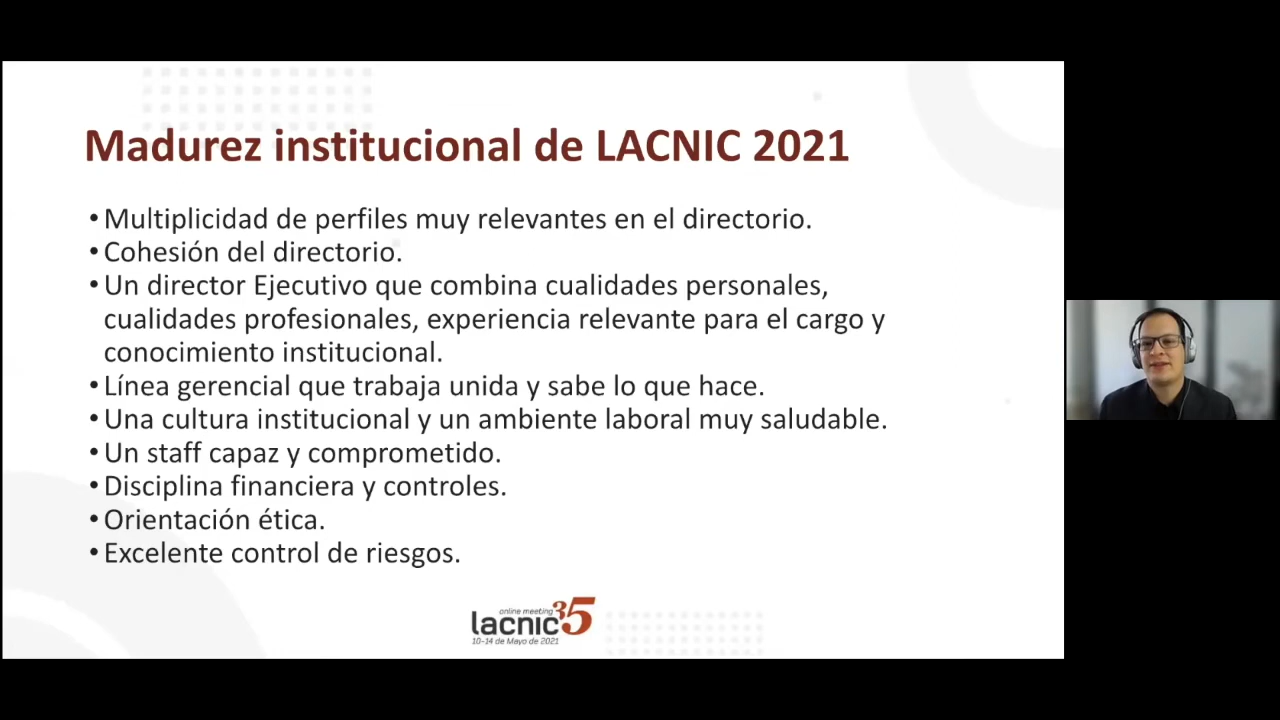 Madurez institucional de LACNIC 2021
• Multiplicidad de perfiles muy relevantes en el directorio.
• Cohesión del directorio.
• Un director Ejecutivo que combina cualidades personales,
cualidades profesionales, experiencia relevante para el cargo y
conocimiento institucional.
• Línea gerencial que trabaja unida y sabe lo que hace.
• Una cultura institucional y un ambiente laboral muy saludable.
• Un staff capaz y comprometido.
• Disciplina financiera y controles.
• Orientación ética.
• Excelente control de riesgos.
online meeting
lacnic35
10-14 de Mayo de 2021